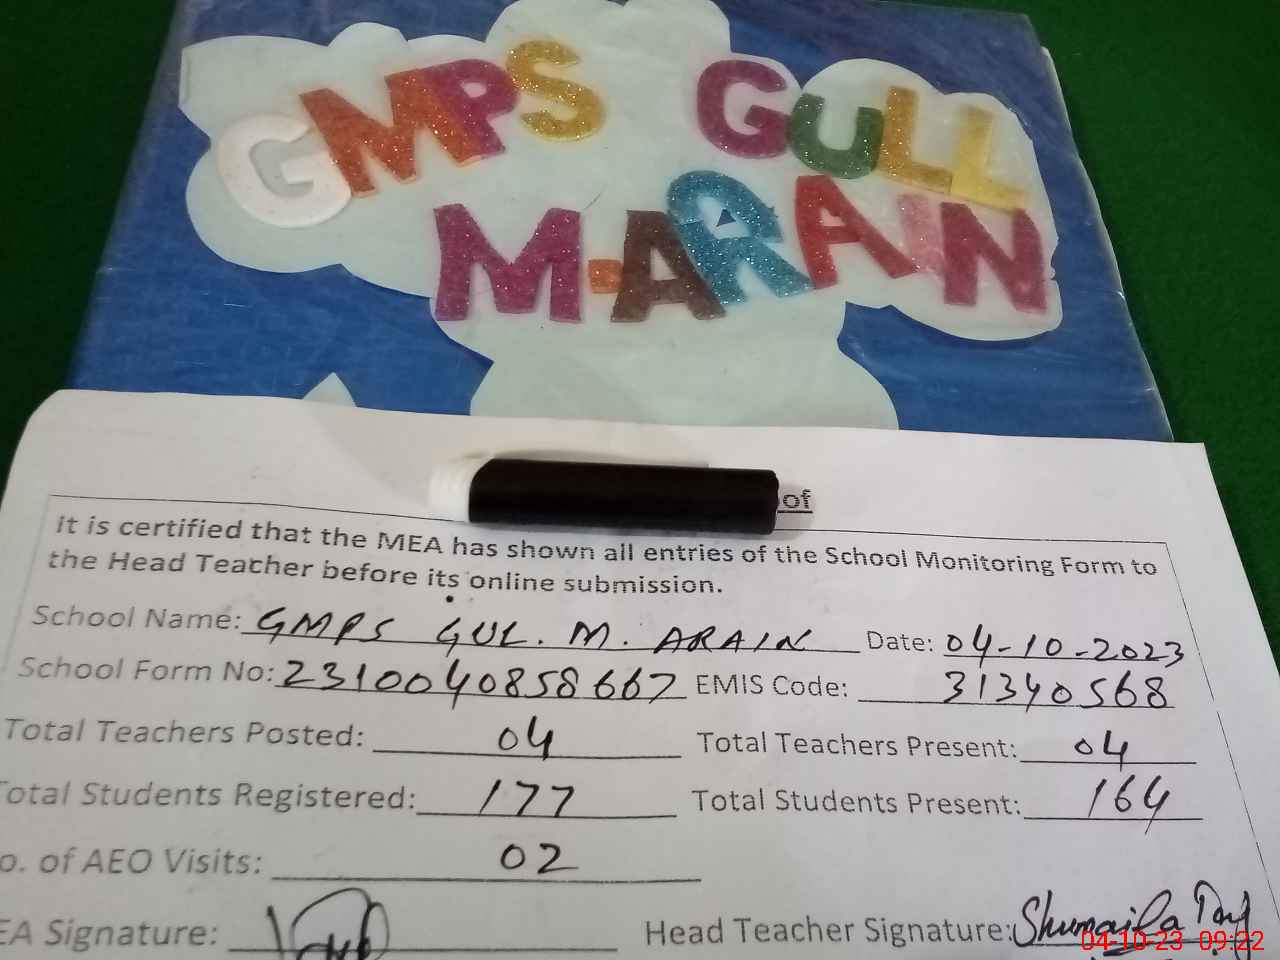 GMPS GULL
M-ARAIN
of
it is certified that the MEA has shown all entries of the School Monitoring Form to
the Head Teacher before its online submission.
School Name: GMPS GUL. M. ARAIN Date: 04-10-2023
School Form No: 2310040858667 EMIS Code: 31340568
Total Teachers Posted: 04 Total Teachers Present: 04
Total Students Registered: 177 Total Students Present: 164
o. of AEO Visits: 02
EA Signature: Head Teacher Signature: Shumaila
04-10-23 09:22